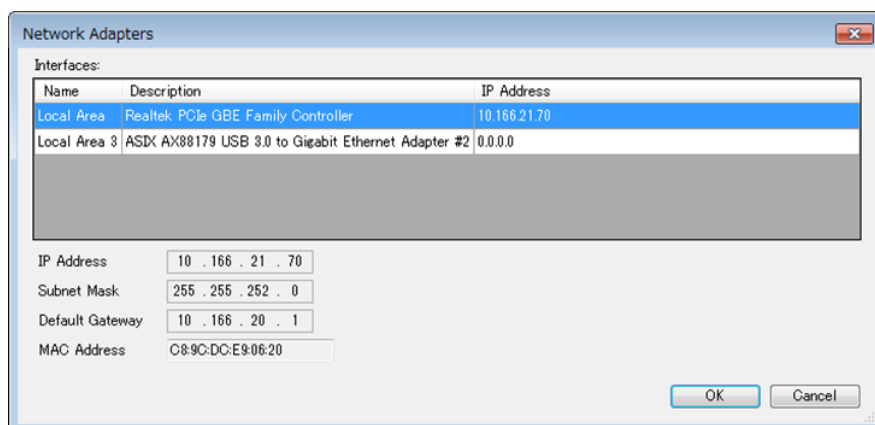 Network Adapters
Interfaces:
Name Description IP Address
Local Area Realtek PCIe GBE Family Controller 10.166.21.70
Local Area 3 ASIX AX88179 USB 3.0 to Gigabit Ethernet Adapter #2 0.0.0.0
IP Address 10 . 166 . 21 . 70
Subnet Mask 255 . 255 . 252 . 0
Default Gateway 10 . 166 . 20 . 1
MAC Address C8:9C:DC:E9:06:20
OK Cancel